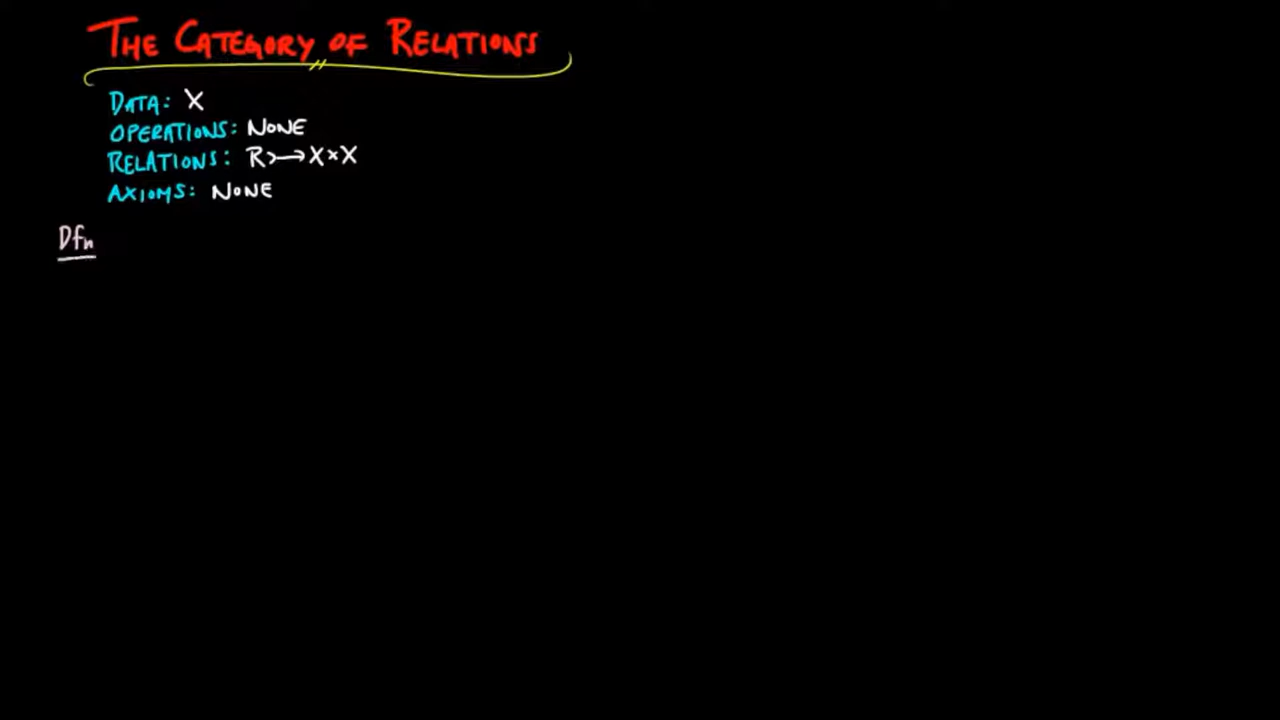 THE CATEGORY OF RELATIONS
DATA: X
OPERATIONS: NONE
RELATIONS: R↣X×X
AXIOMS: NONE
Dfn